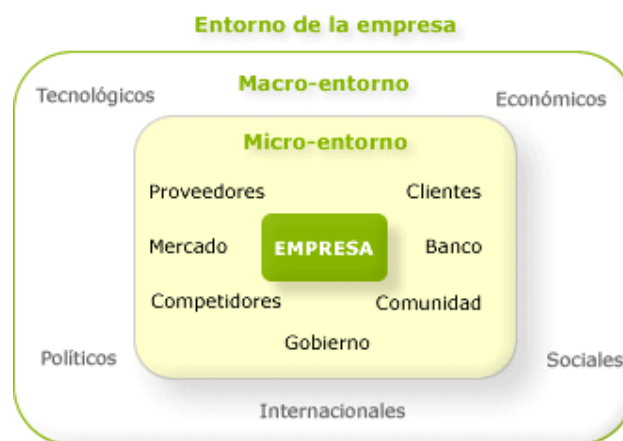 Entorno de la empresa
Macro-entorno
Tecnológicos
Económicos
Micro-entorno
Proveedores
Clientes
Mercado
EMPRESA
Banco
Competidores
Comunidad
Gobierno
Políticos
Sociales
Internacionales